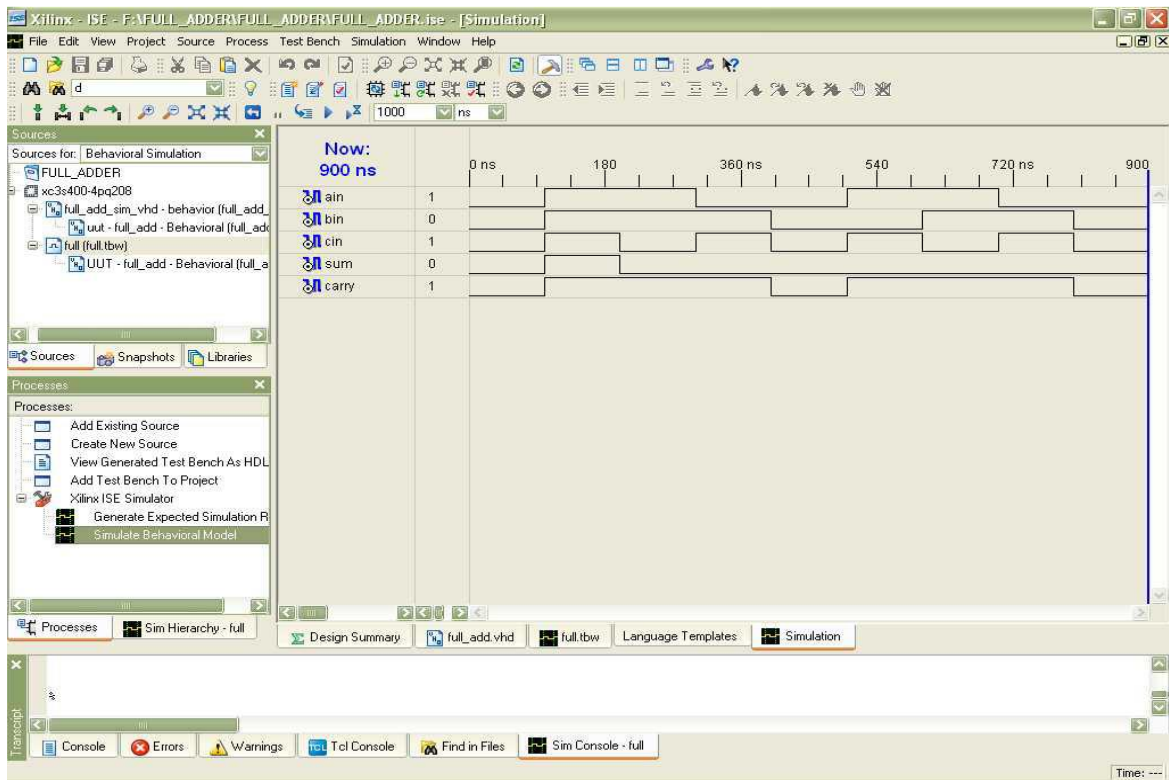 Xilinx - ISE - F:\FULL_ADDER\FULL_ADDER\FULL_ADDER.ise - [Simulation]
File Edit View Project Source Process Test Bench Simulation Window Help
d
1000 ns
Sources
Sources for: Behavioral Simulation
FULL_ADDER
xc3s400-4pq208
full_add_sim_vhd - behavior (full_add_
uut - full_add - Behavioral (full_add
full (full.tbw)
UUT - full_add - Behavioral (full_a
Sources Snapshots Libraries
Processes
Processes:
Add Existing Source
Create New Source
View Generated Test Bench As HDL
Add Test Bench To Project
Xilinx ISE Simulator
Generate Expected Simulation R
Simulate Behavioral Model
Processes Sim Hierarchy - full
Now:
900 ns
0 ns 180 360 ns 540 720 ns 900
ain 1
bin 0
cin 1
sum 0
carry 1
Design Summary full_add.vhd full.tbw Language Templates Simulation
Transcript
%
Console Errors Warnings Tcl Console Find in Files Sim Console - full
Time: ---